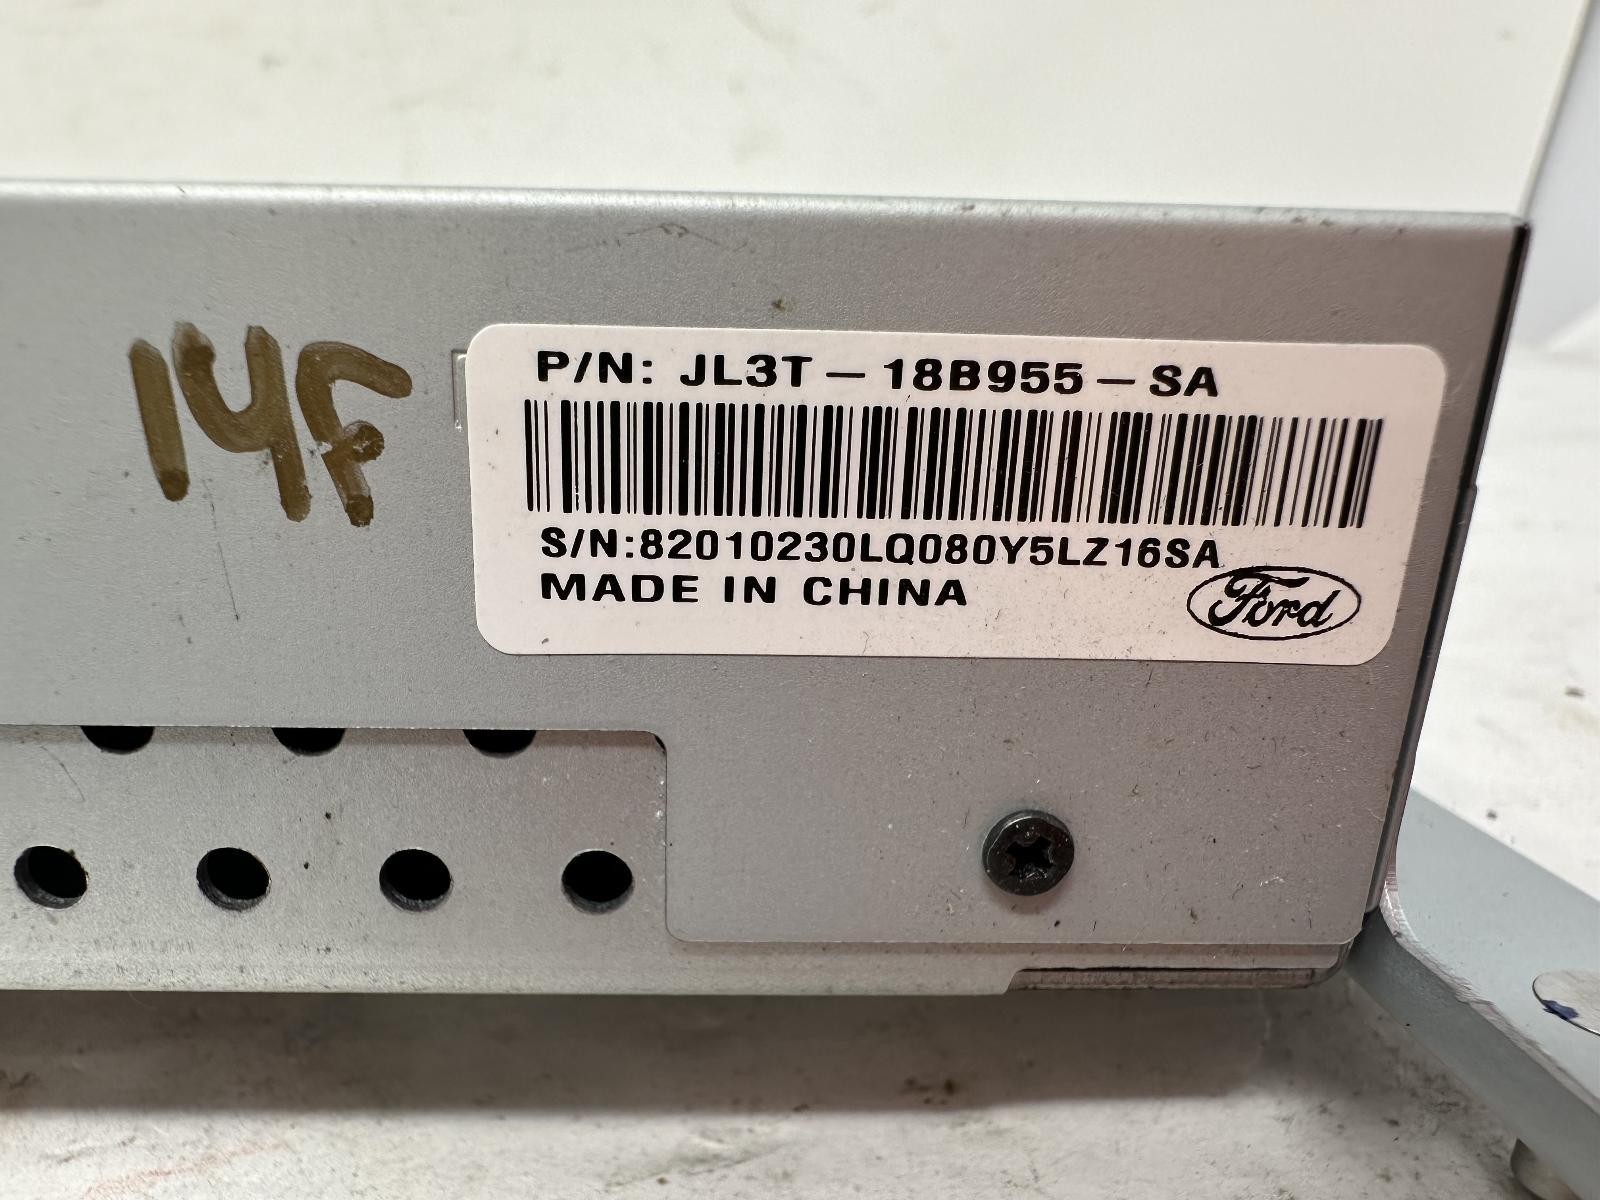 14F
P/N: JL3T-18B955-SA
S/N:82010230LQ080Y5LZ16SA
MADE IN CHINA
Ford